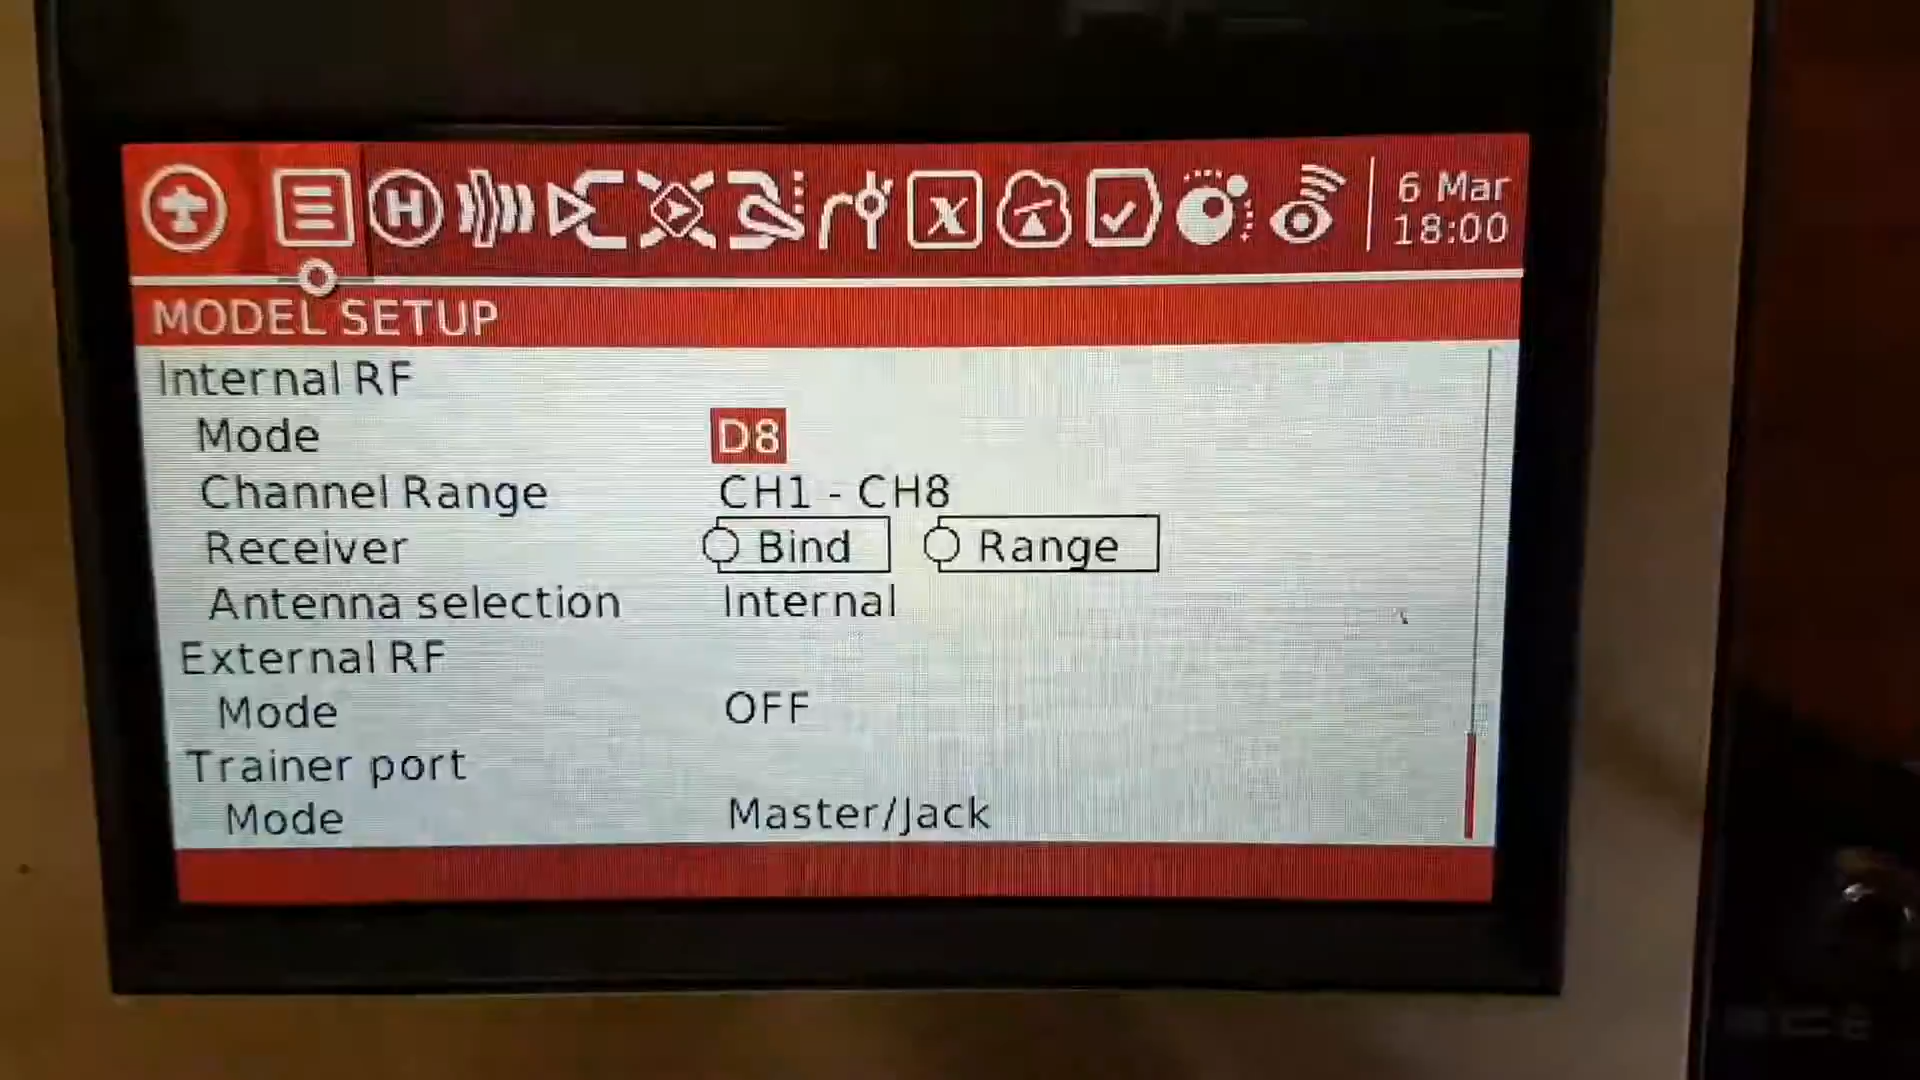 6 Mar
18:00
MODEL SETUP
Internal RF
Mode D8
Channel Range CH1 - CH8
Receiver Bind Range
Antenna selection Internal
External RF
Mode OFF
Trainer port
Mode Master/Jack